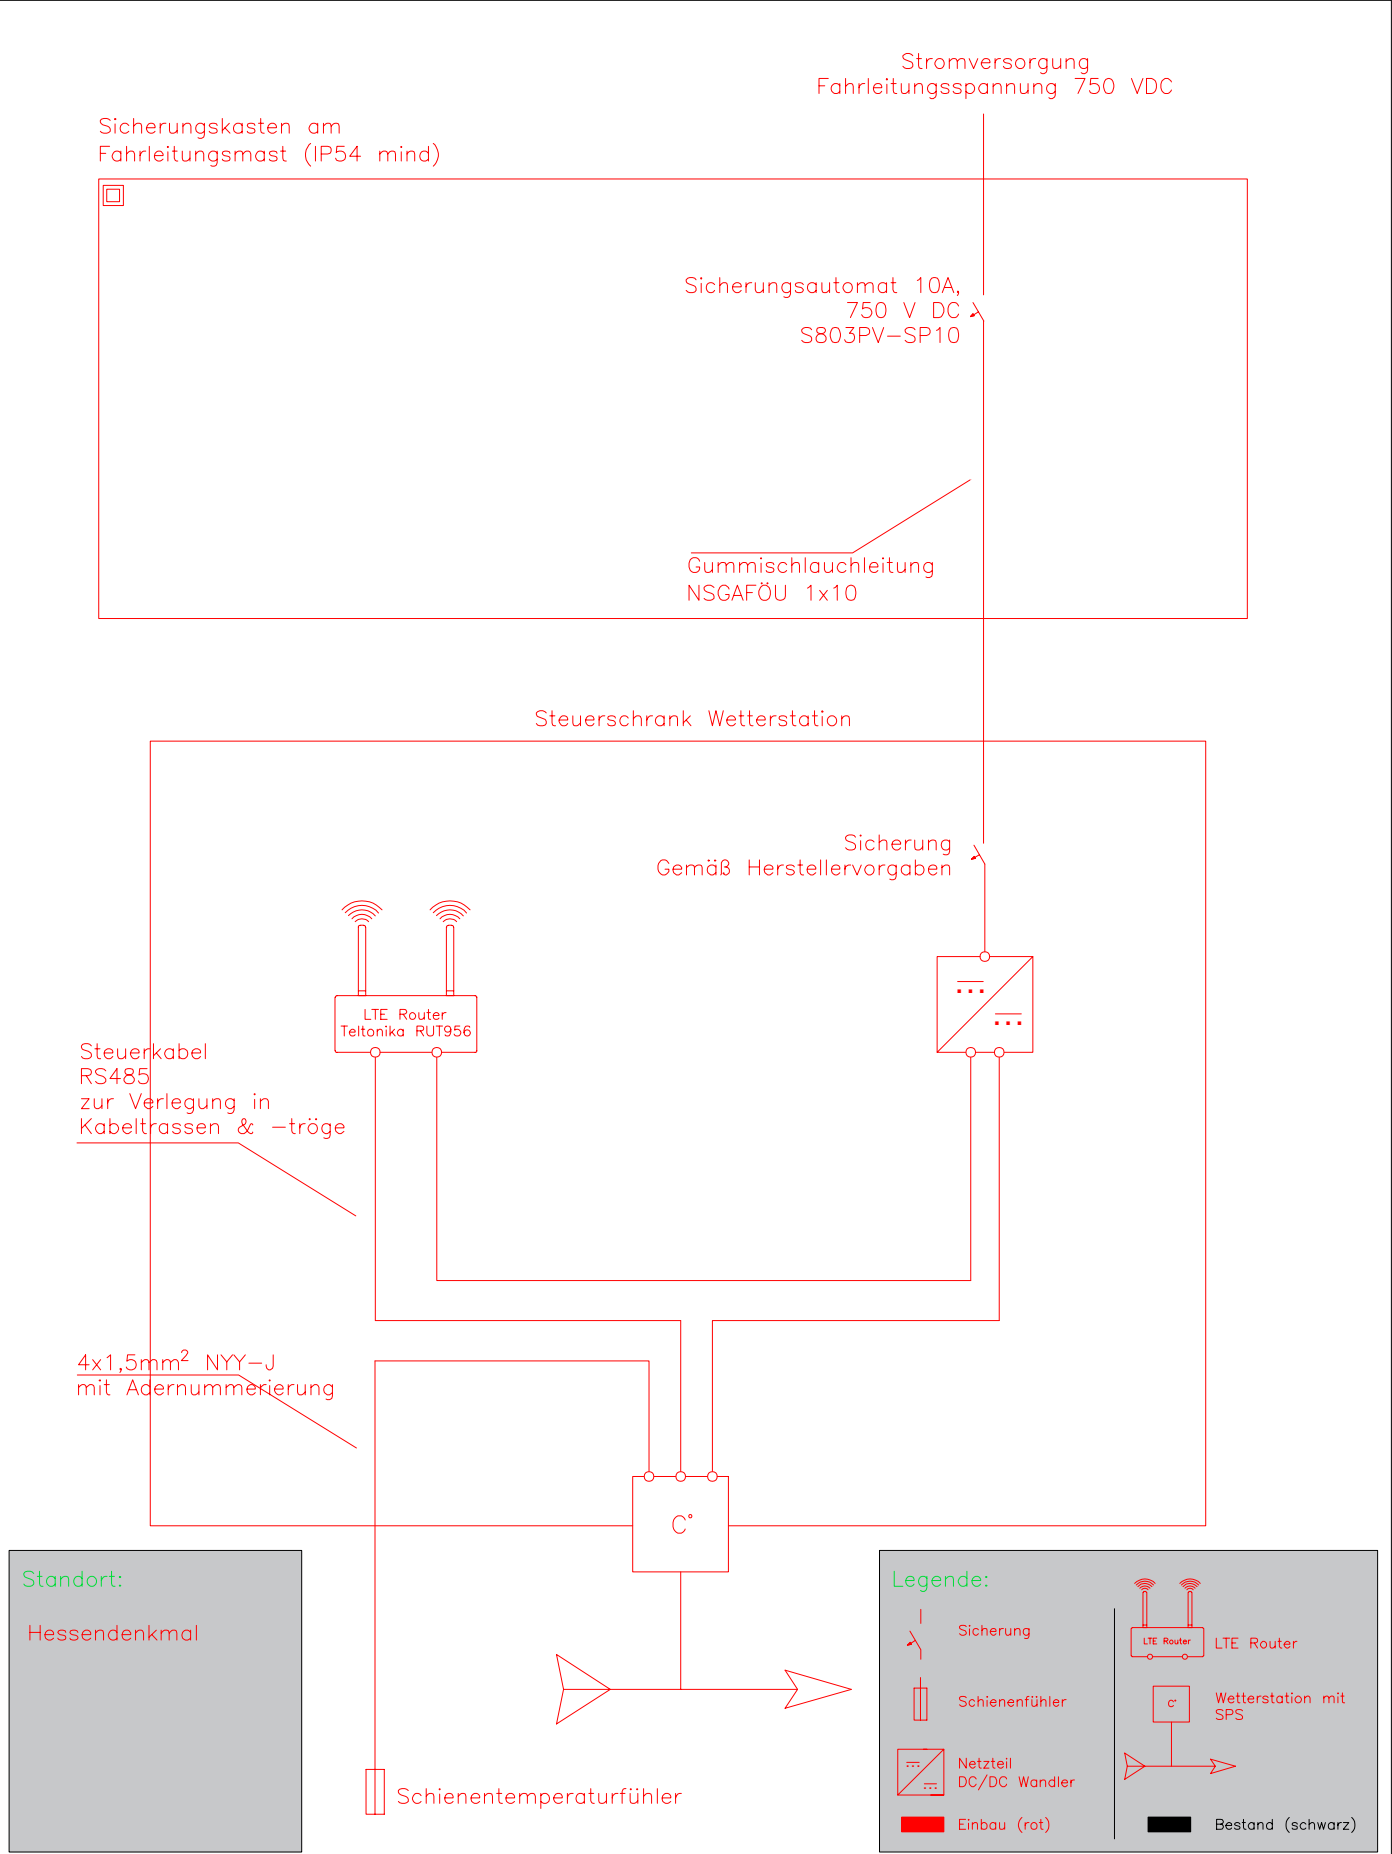 Stromversorgung
Fahrleitungsspannung 750 VDC
Sicherungskasten am
Fahrleitungsmast (IP54 mind)
Sicherungsautomat 10A,
750 V DC
S803PV-SP10
Gummischlauchleitung
NSGAFÖU 1x10
Steuerschrank Wetterstation
Sicherung
Gemäß Herstellervorgaben
LTE Router
Teltonika RUT956
Steuerkabel
RS485
zur Verlegung in
Kabeltrassen & -tröge
4x1,5mm² NYY-J
mit Adernummerierung
C°
Schienentemperaturfühler
Standort:
Hessendenkmal
Legende:
Sicherung
Schienenfühler
Netzteil
DC/DC Wandler
Einbau (rot)
LTE Router
LTE Router
C°
Wetterstation mit
SPS
Bestand (schwarz)